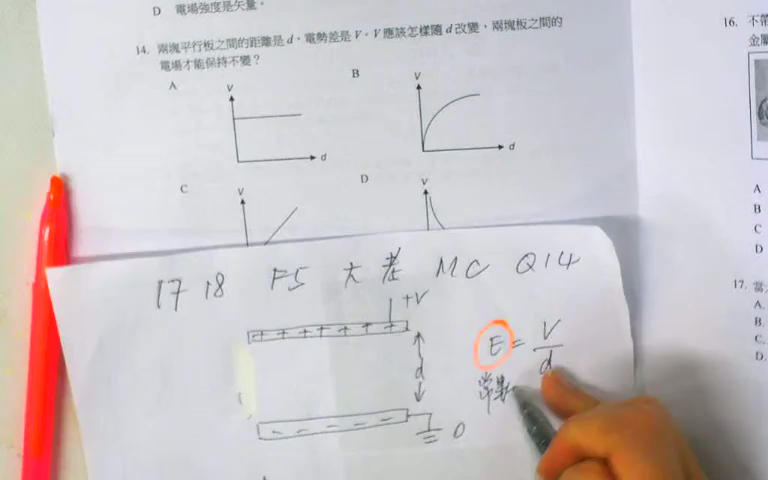 D 電場強度是矢量。
14. 兩塊平行板之間的距離是 d，電勢差是 V。V 應該怎樣隨 d 改變，兩塊板之間的
電場才能保持不變？
A
B
V
d
V
d
C
D
V
V
16. 不帶
金屬
A
B
C
D
17. 當
A.
B.
C.
D.
17 18 F5 大考 MC Q14
+V
+ + + + + + +
d
- - - - -
0
E = V/d
常數